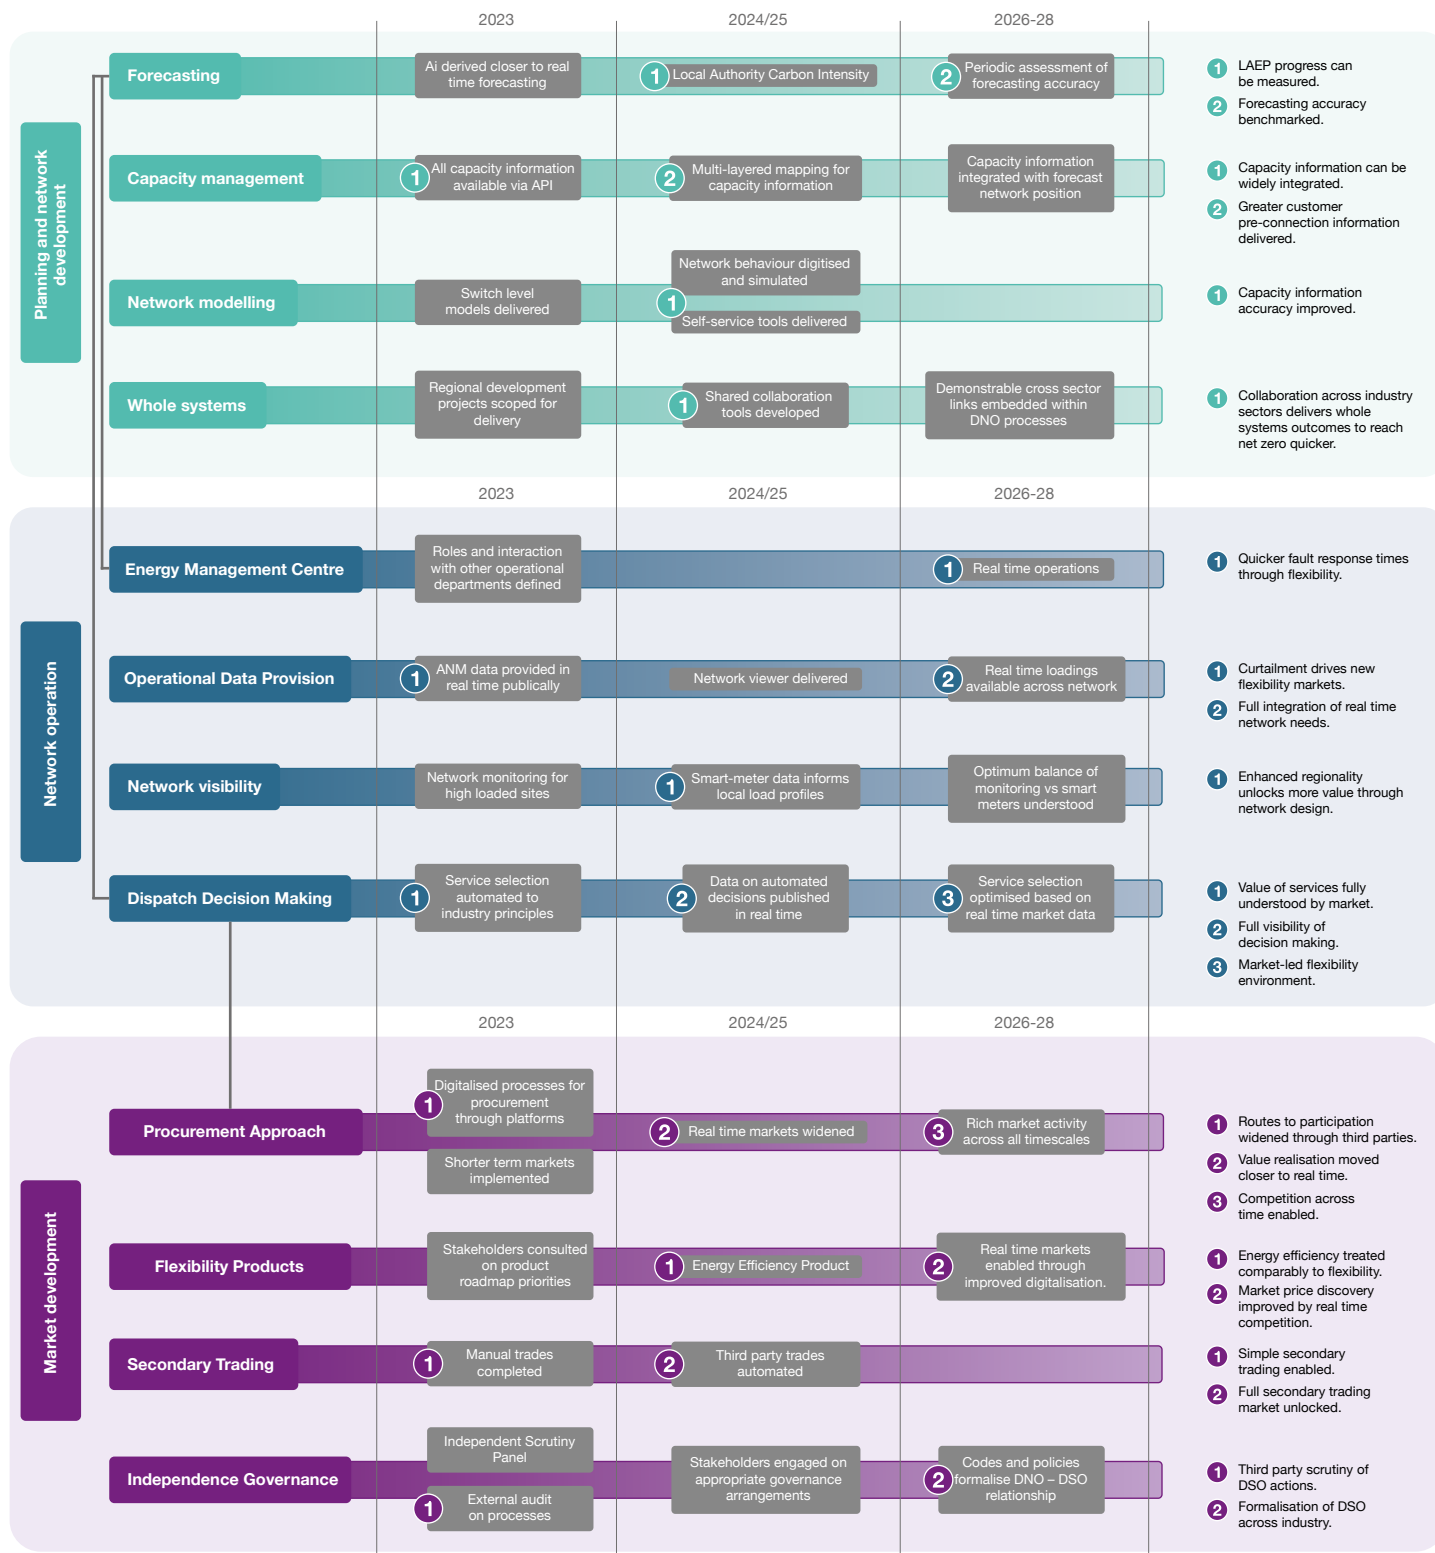 2023
2024/25
2026-28
Planning and network
development
Forecasting
Ai derived closer to real
time forecasting
1
Local Authority Carbon Intensity
2
Periodic assessment of
forecasting accuracy
1 LAEP progress can
be measured.
2 Forecasting accuracy
benchmarked.
Capacity management
1
All capacity information
available via API
2
Multi-layered mapping for
capacity information
Capacity information
integrated with forecast
network position
1 Capacity information can be
widely integrated.
2 Greater customer
pre-connection information
delivered.
Network modelling
Switch level
models delivered
Network behaviour digitised
and simulated
1
Self-service tools delivered
1 Capacity information
accuracy improved.
Whole systems
Regional development
projects scoped for
delivery
1
Shared collaboration
tools developed
Demonstrable cross sector
links embedded within
DNO processes
1 Collaboration across industry
sectors delivers whole
systems outcomes to reach
net zero quicker.
2023
2024/25
2026-28
Network operation
Energy Management Centre
Roles and interaction
with other operational
departments defined
1
Real time operations
1 Quicker fault response times
through flexibility.
Operational Data Provision
1
ANM data provided in
real time publically
Network viewer delivered
2
Real time loadings
available across network
1 Curtailment drives new
flexibility markets.
2 Full integration of real time
network needs.
Network visibility
Network monitoring for
high loaded sites
1
Smart-meter data informs
local load profiles
Optimum balance of
monitoring vs smart
meters understood
1 Enhanced regionality
unlocks more value through
network design.
Dispatch Decision Making
1
Service selection
automated to
industry principles
2
Data on automated
decisions published
in real time
3
Service selection
optimised based on
real time market data
1 Value of services fully
understood by market.
2 Full visibility of
decision making.
3 Market-led flexibility
environment.
2023
2024/25
2026-28
Market development
Procurement Approach
1
Digitalised processes for
procurement
through platforms
Shorter term markets
implemented
2
Real time markets widened
3
Rich market activity
across all timescales
1 Routes to participation
widened through third parties.
2 Value realisation moved
closer to real time.
3 Competition across
time enabled.
Flexibility Products
Stakeholders consulted
on product
roadmap priorities
1
Energy Efficiency Product
2
Real time markets
enabled through
improved digitalisation.
1 Energy efficiency treated
comparably to flexibility.
2 Market price discovery
improved by real time
competition.
Secondary Trading
1
Manual trades
completed
2
Third party trades
automated
1 Simple secondary
trading enabled.
2 Full secondary trading
market unlocked.
Independence Governance
Independent Scrutiny
Panel
1
External audit
on processes
Stakeholders engaged on
appropriate governance
arrangements
2
Codes and policies
formalise DNO – DSO
relationship
1 Third party scrutiny of
DSO actions.
2 Formalisation of DSO
across industry.